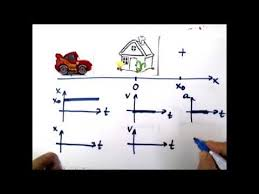 +
0 x₀ x
x v a
x₀
t t t
x v
t t